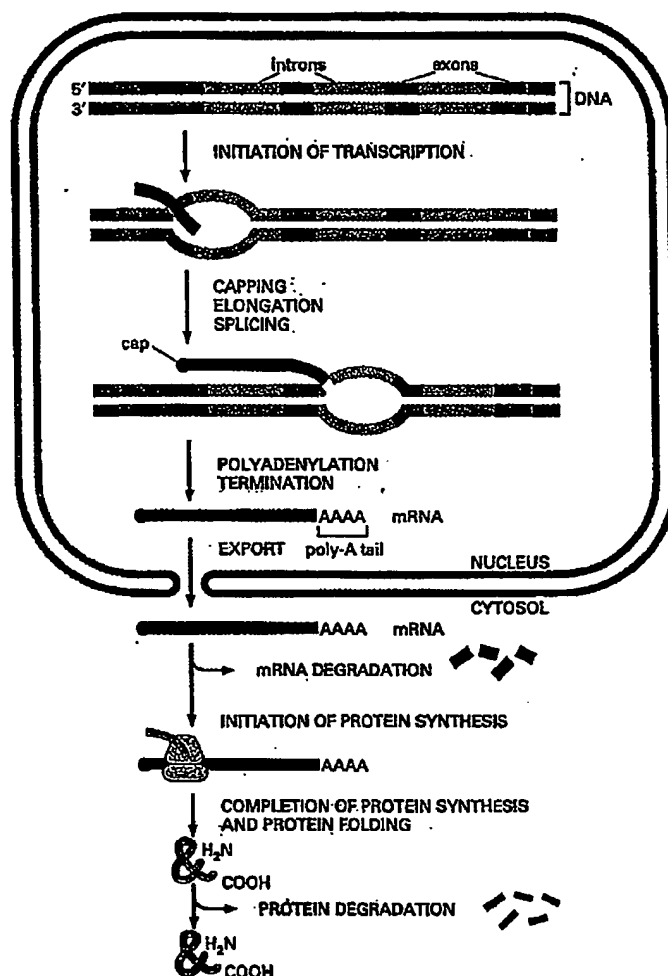 introns exons
5′
3′
DNA
INITIATION OF TRANSCRIPTION
CAPPING
ELONGATION
SPLICING
cap
POLYADENYLATION
TERMINATION
AAAA mRNA
EXPORT poly-A tail
NUCLEUS
CYTOSOL
AAAA mRNA
mRNA DEGRADATION
INITIATION OF PROTEIN SYNTHESIS
AAAA
COMPLETION OF PROTEIN SYNTHESIS
AND PROTEIN FOLDING
H₂N
COOH
PROTEIN DEGRADATION
H₂N
COOH